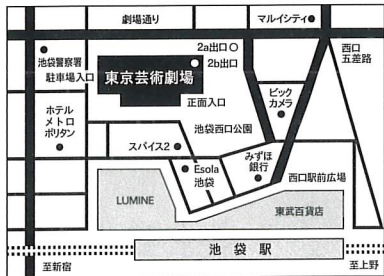 劇場通り
マルイシティ
2a出口
2b出口
西口
五差路
池袋警察署
駐車場入口
東京芸術劇場
正面入口
ビック
カメラ
ホテル
メトロ
ポリタン
池袋西口公園
スパイス2
Esola
池袋
みずほ
銀行
西口駅前広場
LUMINE
東武百貨店
池袋駅
至新宿
至上野